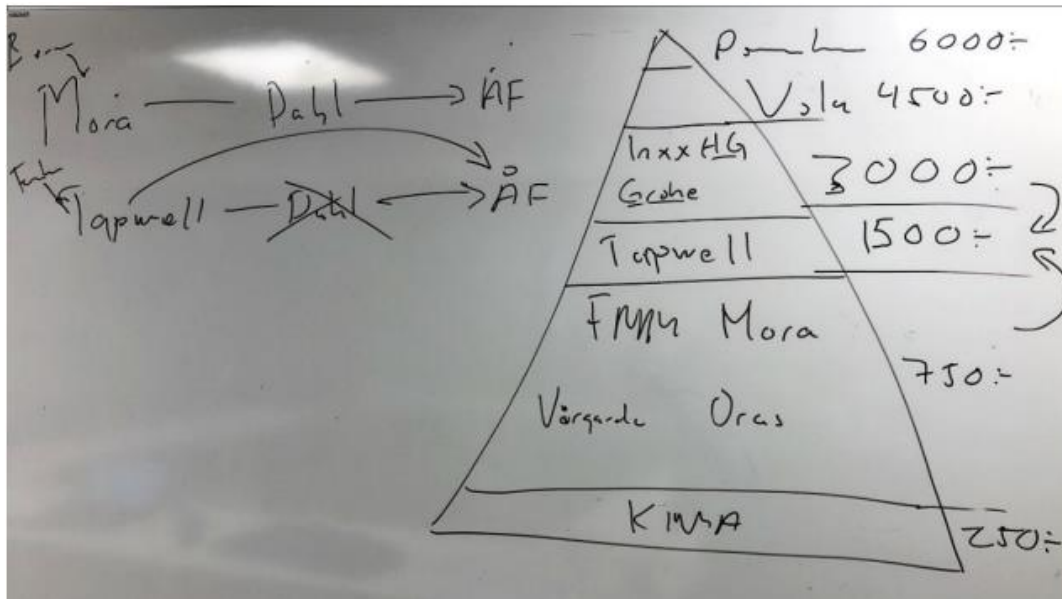 Mora Dahl ÅF
Tapwell Dahl ÅF
6000:-
Vola 4500:-
Inxx HG
Grohe
3000:-
Tapwell
1500:-
FMM Mora
750:-
Vårgårda Oras
250:-